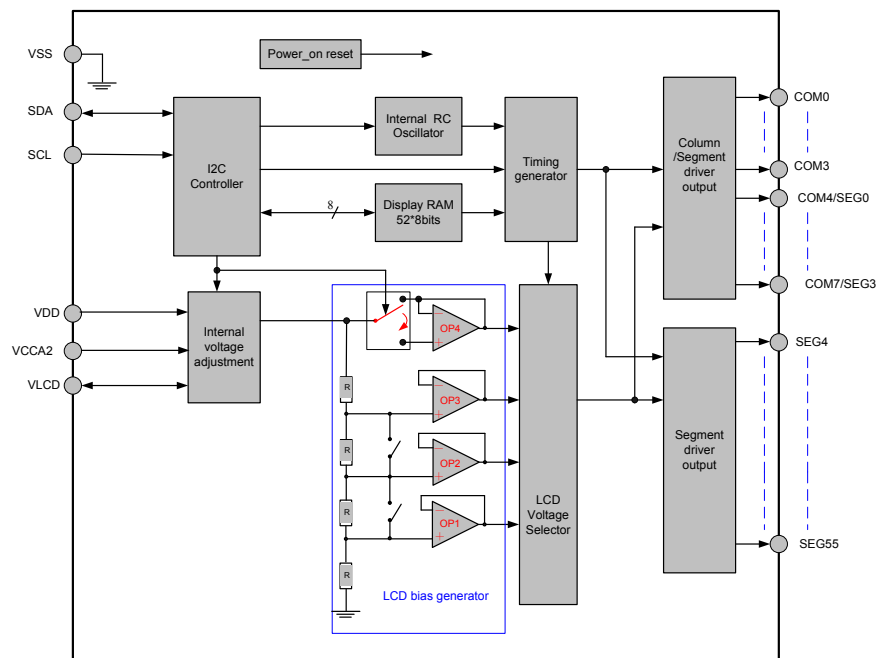 VSS
Power_on reset
SDA
SCL
I2C
Controller
Internal RC
Oscillator
8
Display RAM
52*8bits
Timing
generator
Column
/Segment
driver
output
COM0
COM3
COM4/SEG0
COM7/SEG3
VDD
VCCA2
VLCD
Internal
voltage
adjustment
R
R
R
R
OP4
OP3
OP2
OP1
LCD bias generator
LCD
Voltage
Selector
Segment
driver
output
SEG4
SEG55